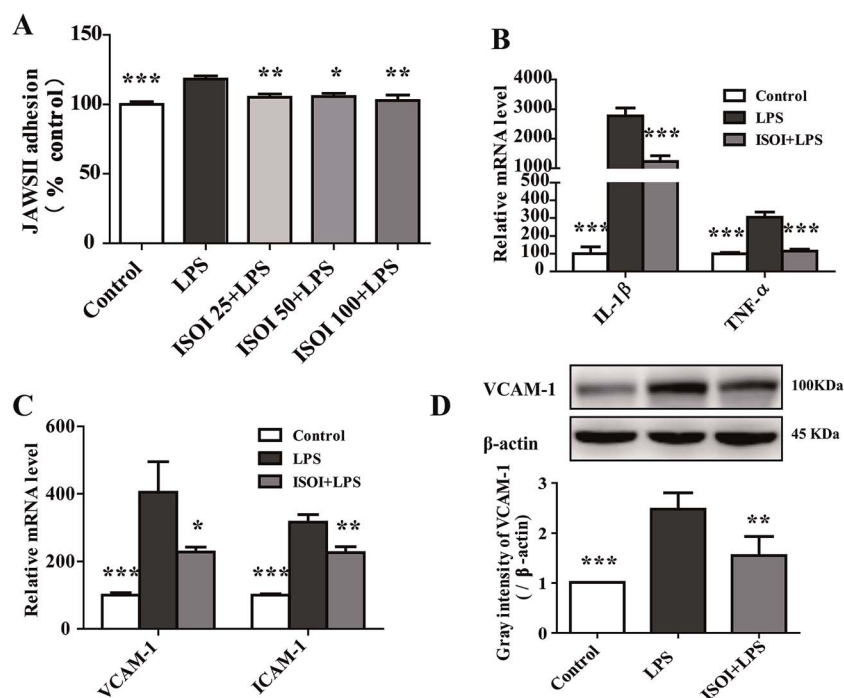 A
JAWSII adhesion
( % control)
150
100
50
0
***
**
*
**
Control
LPS
ISOI 25+LPS
ISOI 50+LPS
ISOI 100+LPS
B
Relative mRNA level
4000
3000
2000
1000
500
400
300
200
100
0
Control
LPS
ISOI+LPS
***
***
***
***
IL-1β
TNF-α
C
Relative mRNA level
600
400
200
0
Control
LPS
ISOI+LPS
***
*
***
**
VCAM-1
ICAM-1
D
VCAM-1
100KDa
β-actin
45 KDa
Gray intensity of VCAM-1
( / β -actin)
3
2
1
0
***
**
Control
LPS
ISOI+LPS